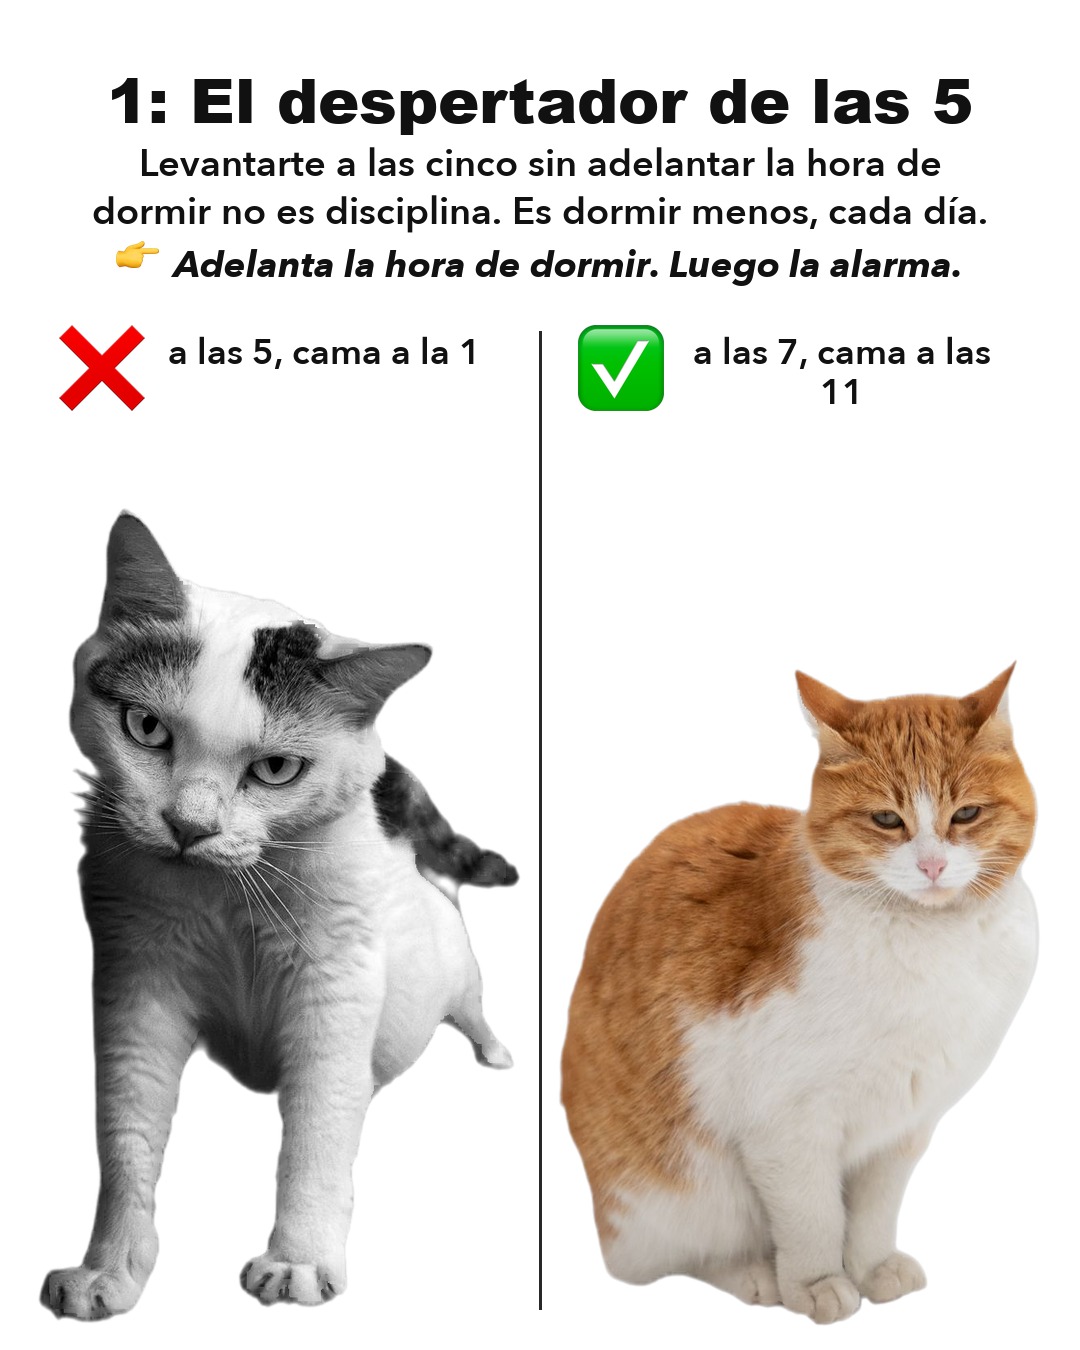 1: El despertador de las 5
Levantarte a las cinco sin adelantar la hora de
dormir no es disciplina. Es dormir menos, cada día.
👉 Adelanta la hora de dormir. Luego la alarma.
❌ a las 5, cama a la 1
✅ a las 7, cama a las
11